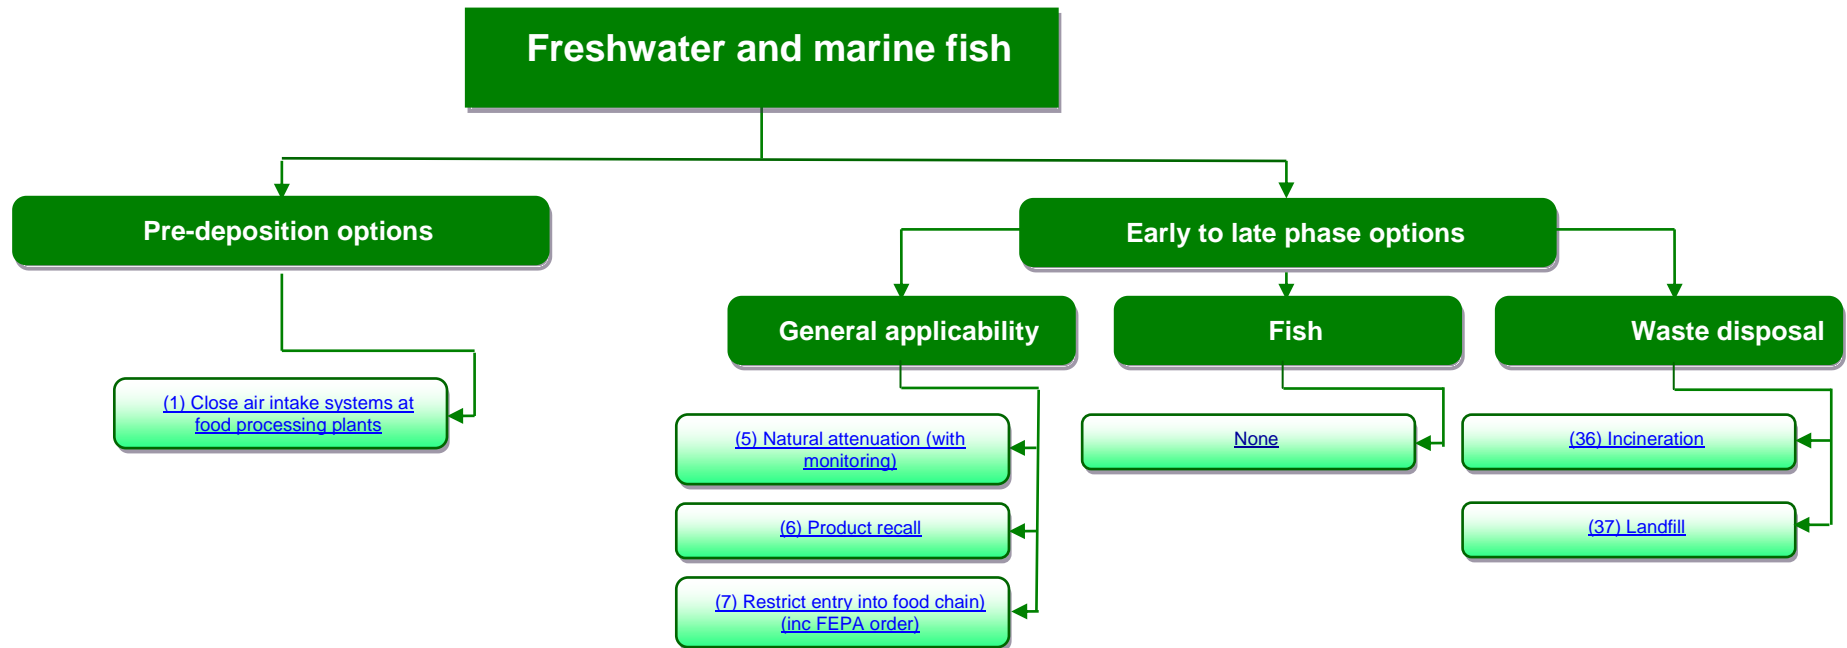 Freshwater and marine fish
Pre-deposition options
Early to late phase options
General applicability
Fish
Waste disposal
(1) Close air intake systems at
food processing plants
(5) Natural attenuation (with
monitoring)
(6) Product recall
(7) Restrict entry into food chain)
(inc FEPA order)
None
(36) Incineration
(37) Landfill